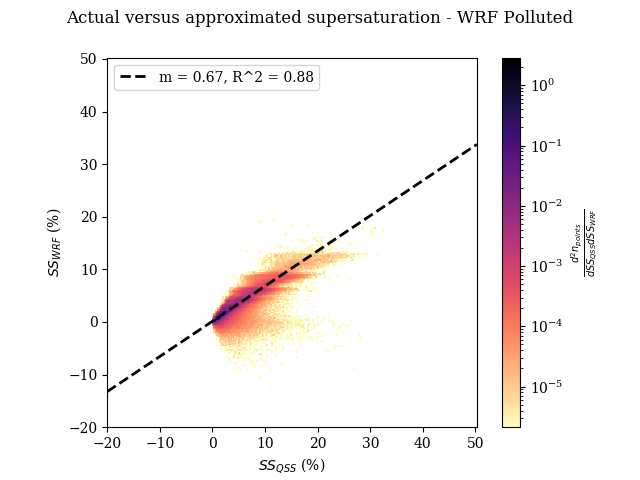 Actual versus approximated supersaturation - WRF Polluted
m = 0.67, R^2 = 0.88
50
40
30
20
10
0
−10
−20
SS_WRF (%)
−20 −10 0 10 20 30 40 50
SS_QSS (%)
10^0
10^−1
10^−2
10^−3
10^−4
10^−5
d^2 n_points
dSS_QSS dSS_WRF